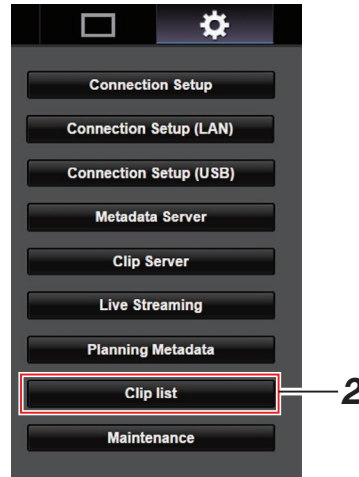 Connection Setup
Connection Setup (LAN)
Connection Setup (USB)
Metadata Server
Clip Server
Live Streaming
Planning Metadata
Clip list
2
Maintenance